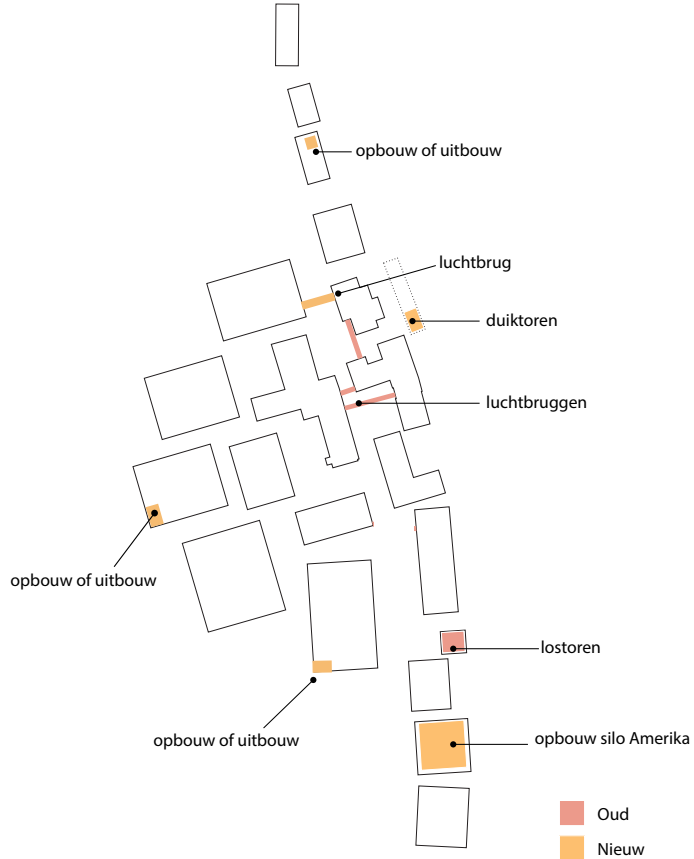 opbouw of uitbouw
luchtbrug
duiktoren
luchtbruggen
opbouw of uitbouw
lostoren
opbouw of uitbouw
opbouw silo Amerika
Oud
Nieuw